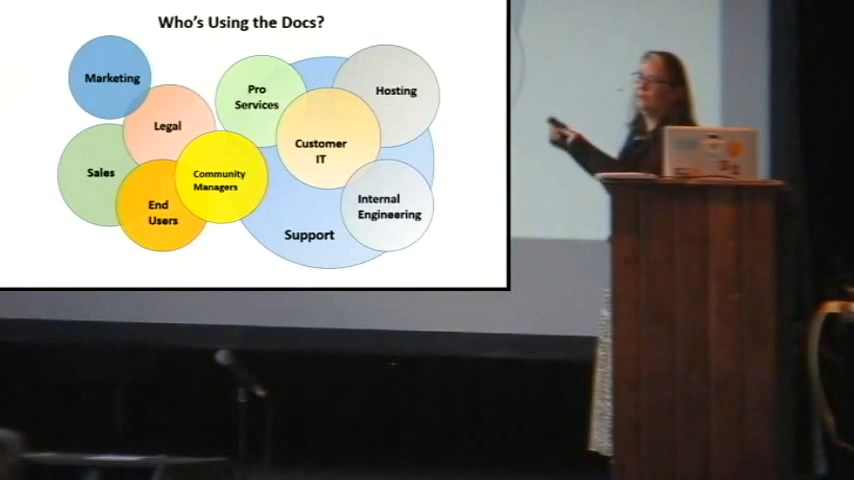 Who's Using the Docs?
Marketing
Pro
Services
Hosting
Legal
Customer
IT
Sales
Community
Managers
End
Users
Internal
Engineering
Support